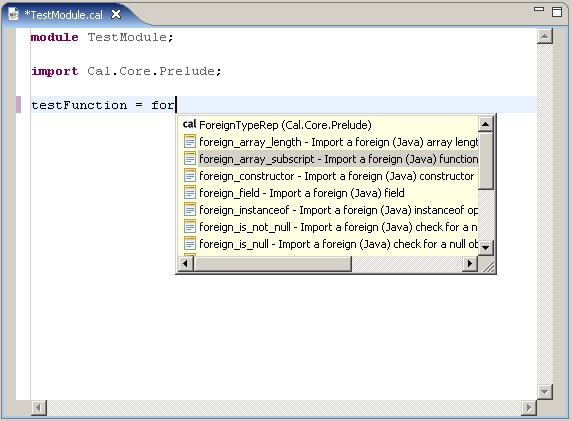 *TestModule.cal
module TestModule;
import Cal.Core.Prelude;
testFunction = for
cal ForeignTypeRep (Cal.Core.Prelude)
foreign_array_length - Import a foreign (Java) array lengt
foreign_array_subscript - Import a foreign (Java) function
foreign_constructor - Import a foreign (Java) constructor
foreign_field - Import a foreign (Java) field
foreign_instanceof - Import a foreign (Java) instanceof op
foreign_is_not_null - Import a foreign (Java) check for a n
foreign_is_null - Import a foreign (Java) check for a null ob